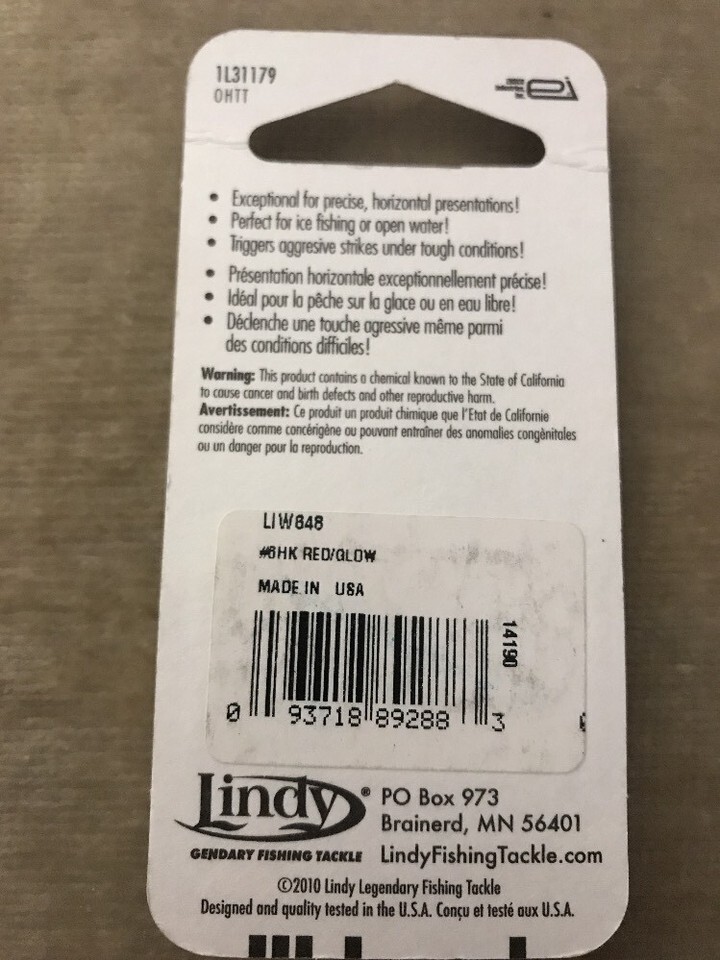 1L31179
OHTT
ei
• Exceptional for precise, horizontal presentations!
• Perfect for ice fishing or open water!
• Triggers aggresive strikes under tough conditions!
• Présentation horizontale exceptionnellement précise!
• Idéal pour la pêche sur la glace ou en eau libre!
• Déclenche une touche agressive même parmi
des conditions difficiles!
Warning: This product contains a chemical known to the State of California
to cause cancer and birth defects and other reproductive harm.
Avertissement: Ce produit un produit chimique que l'Etat de Californie
considère comme concérigène ou pouvant entraîner des anomalies congènitales
ou un danger pour la reproduction.
LIW848
#6HK RED/GLOW
MADE IN USA
14190
0 93718 89288 3
Lindy®
GENDARY FISHING TACKLE
PO Box 973
Brainerd, MN 56401
LindyFishingTackle.com
©2010 Lindy Legendary Fishing Tackle
Designed and quality tested in the U.S.A. Conçu et testé aux U.S.A.